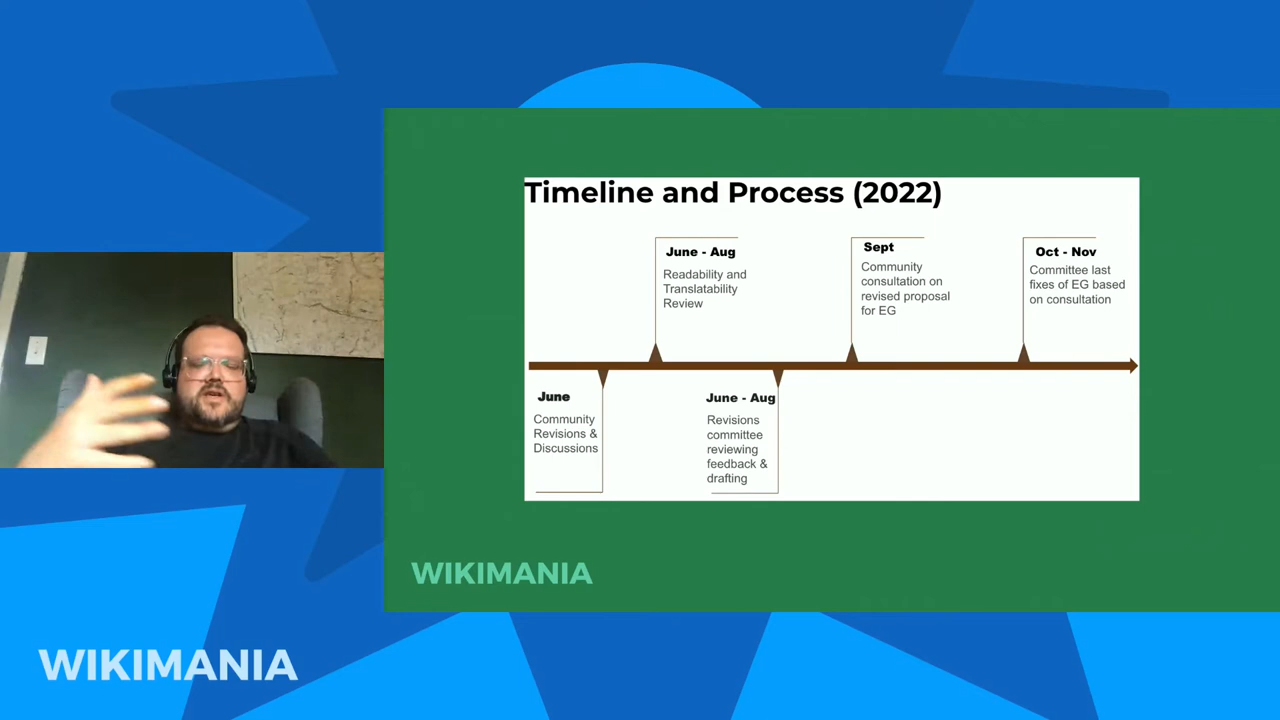 Timeline and Process (2022)
June - Aug
Readability and
Translatability
Review
Sept
Community
consultation on
revised proposal
for EG
Oct - Nov
Committee last
fixes of EG based
on consultation
June
Community
Revisions &
Discussions
June - Aug
Revisions
committee
reviewing
feedback &
drafting
WIKIMANIA
WIKIMANIA